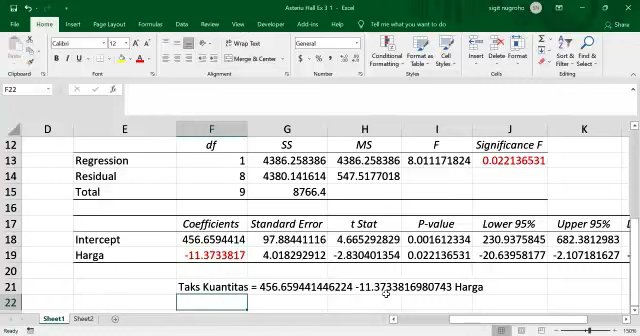 Asteriu Hall Ex 3 1 - Excel
sigit nugroho
SN
File Home Insert Draw Page Layout Formulas Data Review View Help Tell me what you want to do
Share
Calibri 12
Wrap Text
General
Paste
B I U
Merge & Center
$ % ,
Conditional Formatting
Format as Table
Cell Styles
Insert
Delete
Format
Sort & Filter
Find & Select
Clipboard Font Alignment Number Styles Cells Editing
F22 fx
D E F G H I J K
12 df SS MS F Significance F
13 Regression 1 4386.258386 4386.258386 8.011171824 0.022136531
14 Residual 8 4380.141614 547.5177018
15 Total 9 8766.4
16
17 Coefficients Standard Error t Stat P-value Lower 95% Upper 95%
18 Intercept 456.6594414 97.88441116 4.665292829 0.001612334 230.9375845 682.3812983
19 Harga -11.3733817 4.018292912 -2.830401354 0.022136531 -20.63958177 -2.107181627
20
21 Taks Kuantitas = 456.659441446224 -11.3733816980743 Harga
22
Sheet1 Sheet2
150%